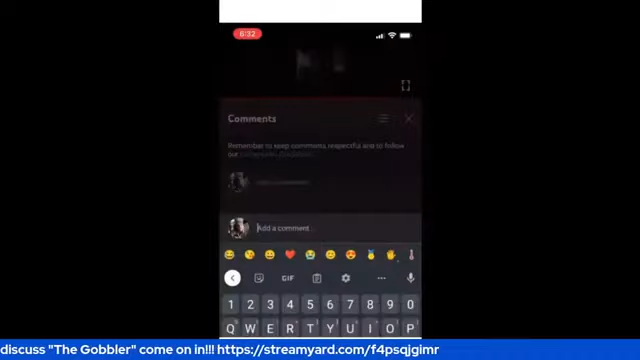 6:32
Comments
Remember to keep comments respectful and to follow
our
Add a comment...
GIF
1 2 3 4 5 6 7 8 9 0
Q W E R T Y U I O P
discuss "The Gobbler" come on in!!! https://streamyard.com/f4psqjgimr